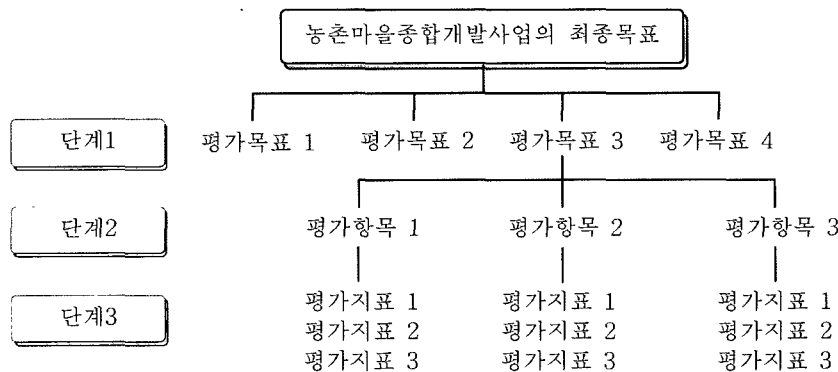 농촌마을종합개발사업의 최종목표
단계1 평가목표 1 평가목표 2 평가목표 3 평가목표 4
단계2 평가항목 1 평가항목 2 평가항목 3
평가지표 1 평가지표 1 평가지표 1
단계3 평가지표 2 평가지표 2 평가지표 2
평가지표 3 평가지표 3 평가지표 3